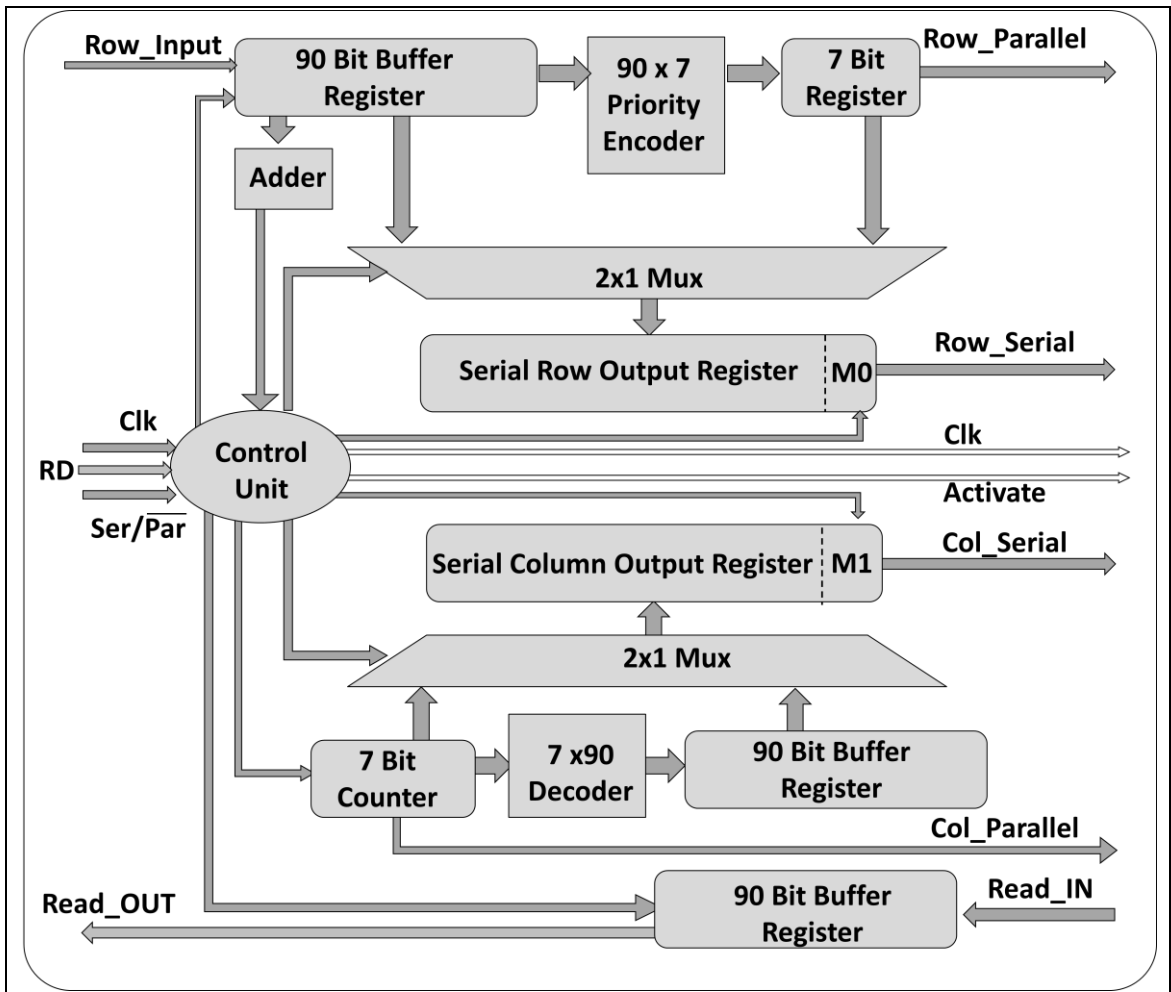 Row_Input
90 Bit Buffer
Register
90 x 7
Priority
Encoder
7 Bit
Register
Row_Parallel
Adder
2x1 Mux
Serial Row Output Register
M0
Row_Serial
Clk
RD
Ser/P̅a̅r̅
Control
Unit
Clk
Activate
Serial Column Output Register
M1
Col_Serial
2x1 Mux
7 Bit
Counter
7 x90
Decoder
90 Bit Buffer
Register
Col_Parallel
Read_OUT
90 Bit Buffer
Register
Read_IN